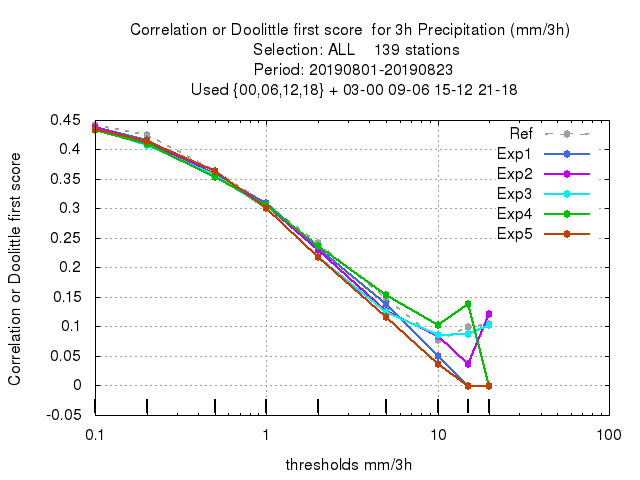 Correlation or Doolittle first score  for 3h Precipitation (mm/3h)
Selection: ALL    139 stations
Period: 20190801-20190823
Used {00,06,12,18} + 03-00 09-06 15-12 21-18
Correlation or Doolittle first score
0.45
0.4
0.35
0.3
0.25
0.2
0.15
0.1
0.05
0
-0.05
Ref
Exp1
Exp2
Exp3
Exp4
Exp5
0.1 1 10 100
thresholds mm/3h